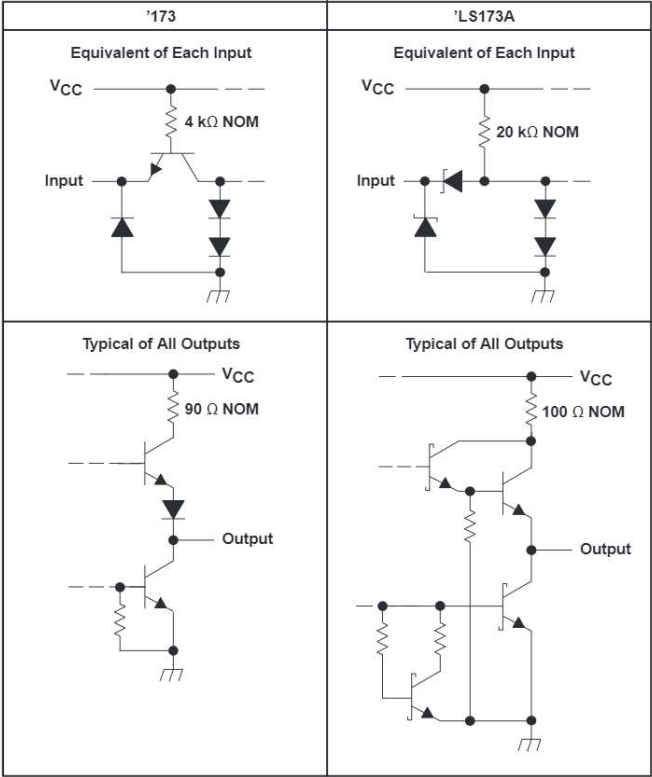 '173
'LS173A
Equivalent of Each Input
VCC
4 kΩ NOM
Input
Equivalent of Each Input
VCC
20 kΩ NOM
Input
Typical of All Outputs
VCC
90 Ω NOM
Output
Typical of All Outputs
VCC
100 Ω NOM
Output